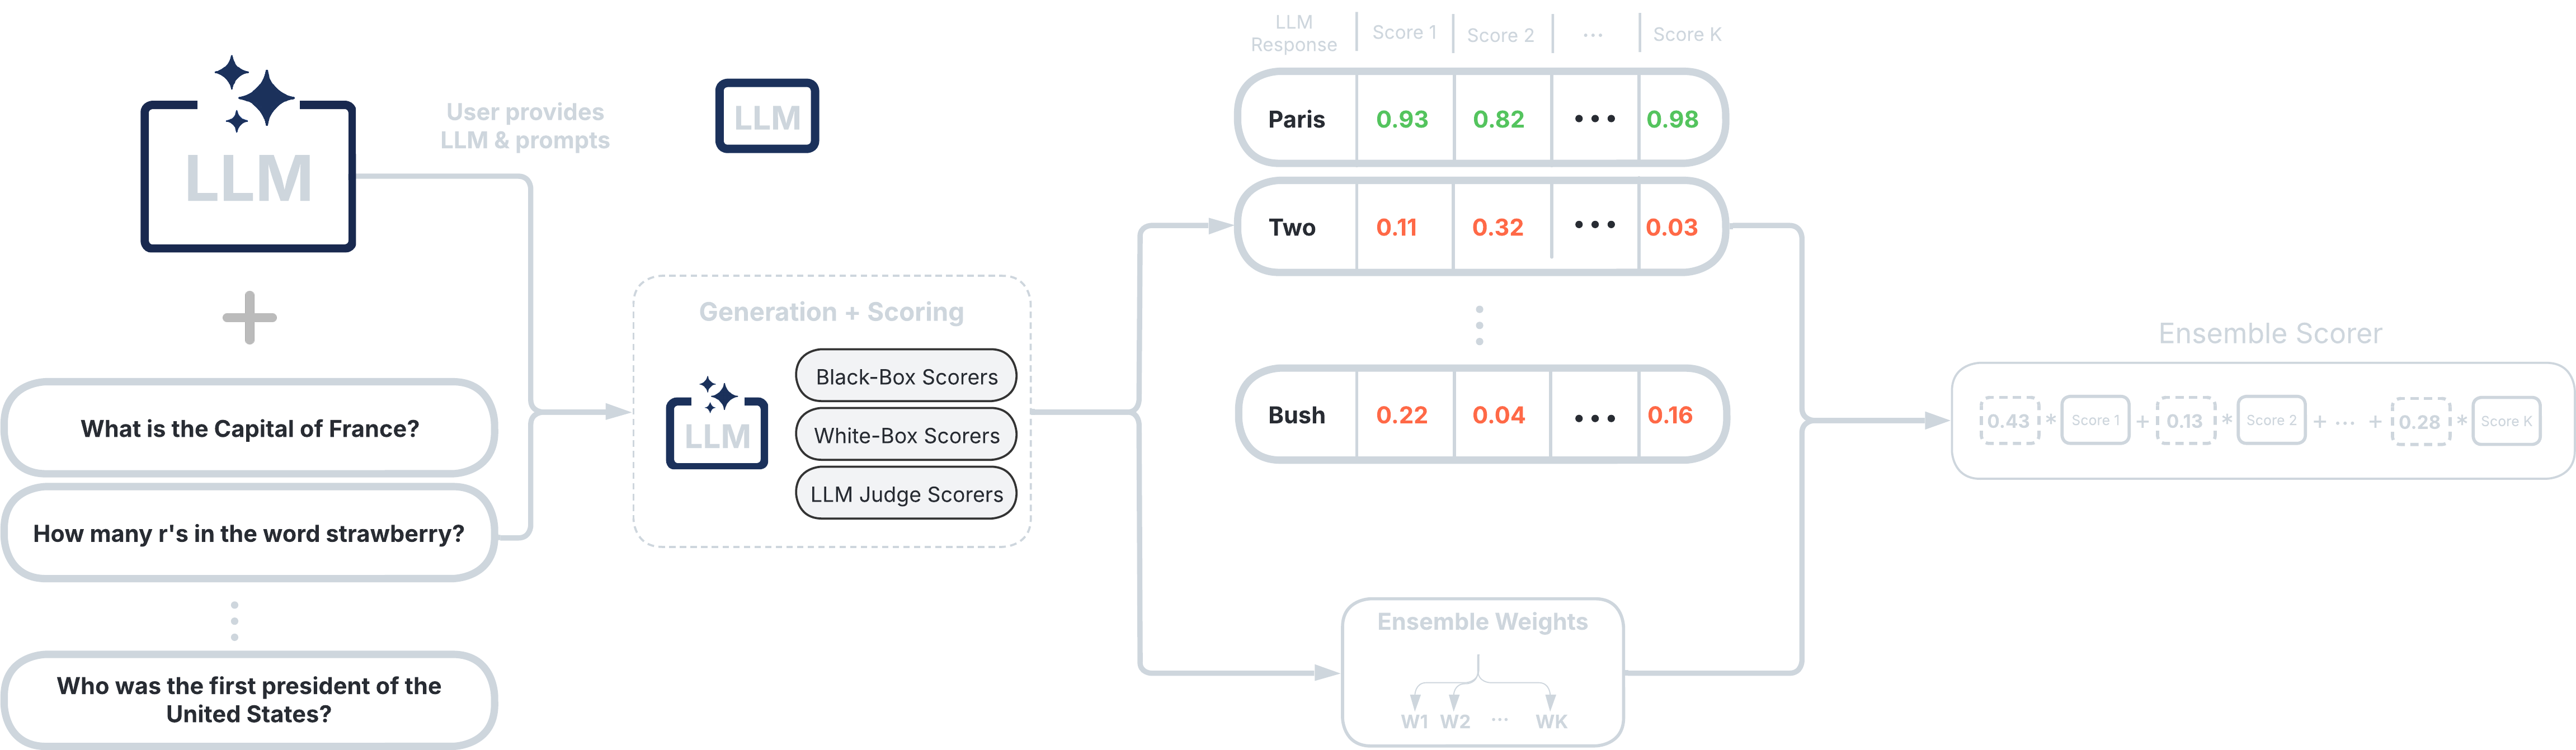 LLM
User provides
LLM & prompts
What is the Capital of France?
How many r's in the word strawberry?
Who was the first president of the
United States?
LLM
Generation + Scoring
LLM
Black-Box Scorers
White-Box Scorers
LLM Judge Scorers
LLM
Response
Score 1
Score 2
...
Score K
Paris 0.93 0.82 ... 0.98
Two 0.11 0.32 ... 0.03
Bush 0.22 0.04 ... 0.16
Ensemble Weights
W1 W2 ... WK
Ensemble Scorer
0.43 * Score 1 + 0.13 * Score 2 + ... + 0.28 * Score K